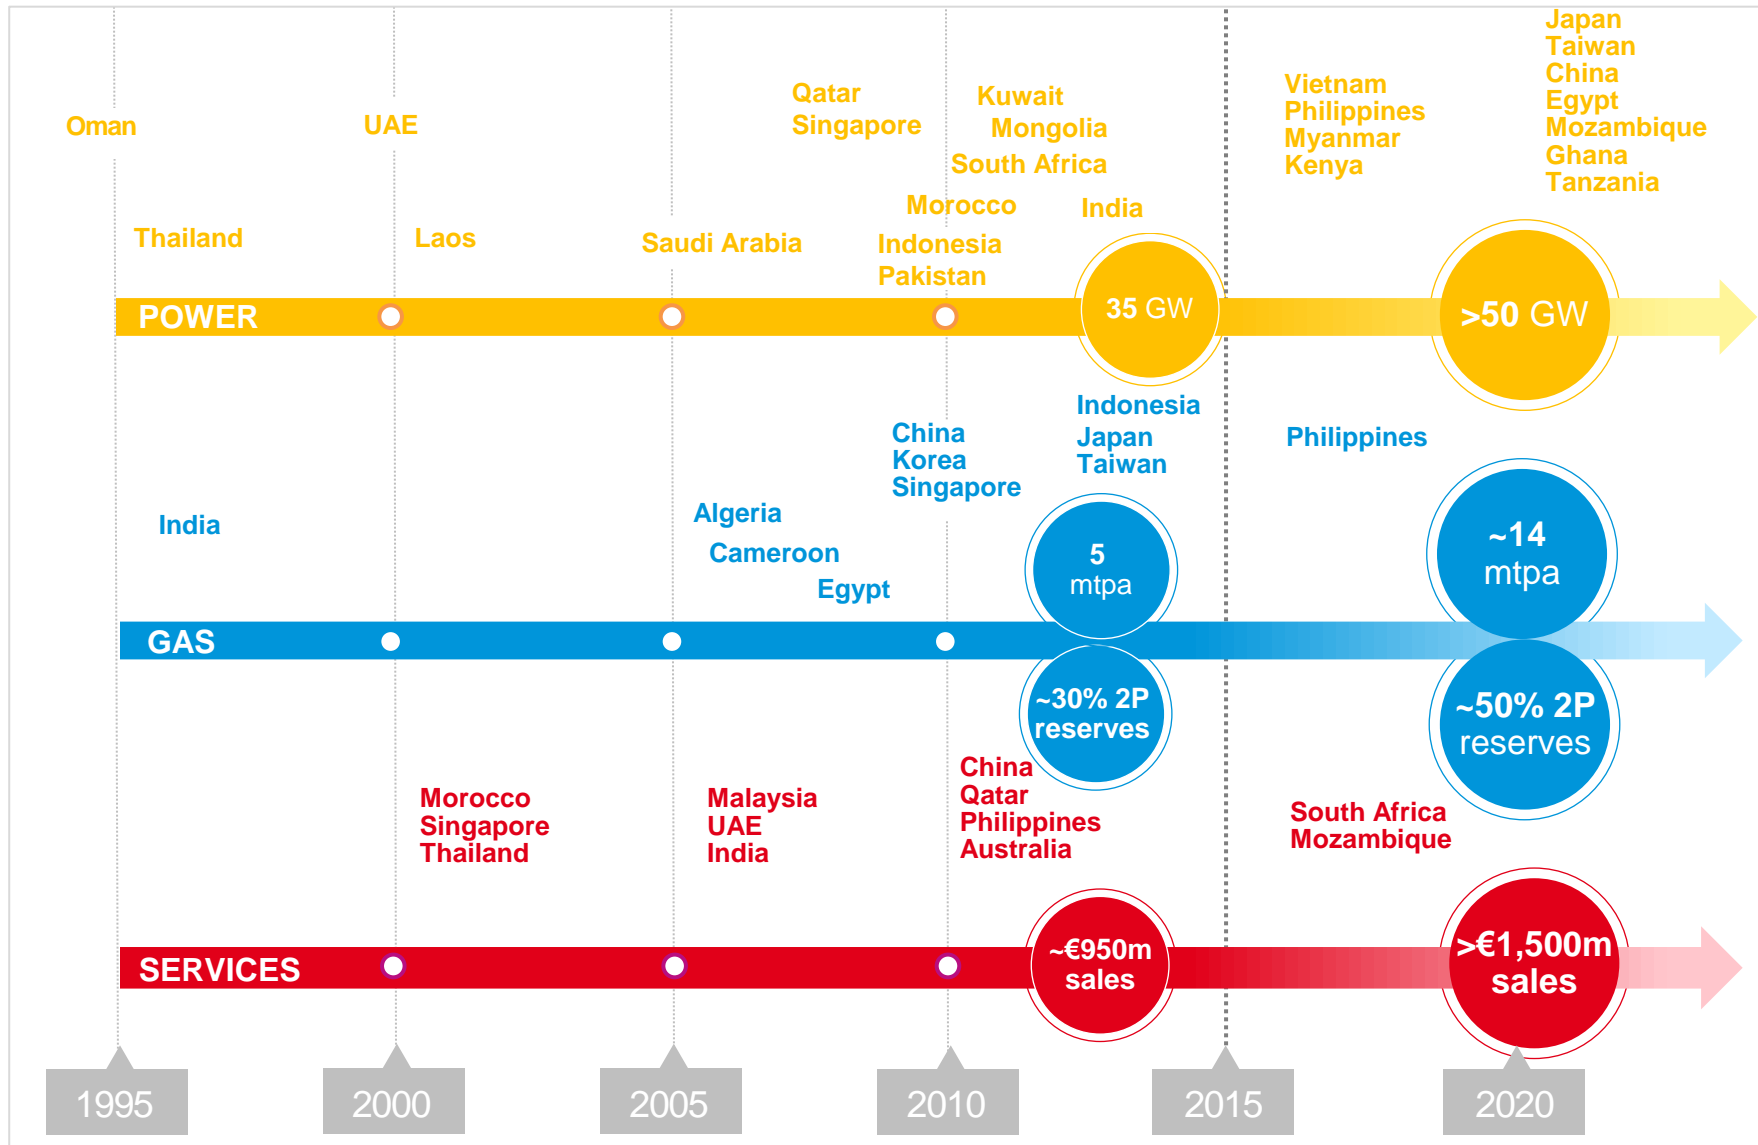 Oman
Thailand
UAE
Laos
Saudi Arabia
Qatar
Singapore
Kuwait
Mongolia
South Africa
Morocco
Indonesia
Pakistan
India
Vietnam
Philippines
Myanmar
Kenya
Japan
Taiwan
China
Egypt
Mozambique
Ghana
Tanzania
POWER
35 GW
>50 GW
India
Algeria
Cameroon
Egypt
China
Korea
Singapore
Indonesia
Japan
Taiwan
Philippines
5
mtpa
~14
mtpa
GAS
~30% 2P
reserves
~50% 2P
reserves
Morocco
Singapore
Thailand
Malaysia
UAE
India
China
Qatar
Philippines
Australia
South Africa
Mozambique
SERVICES
~€950m
sales
>€1,500m
sales
1995
2000
2005
2010
2015
2020